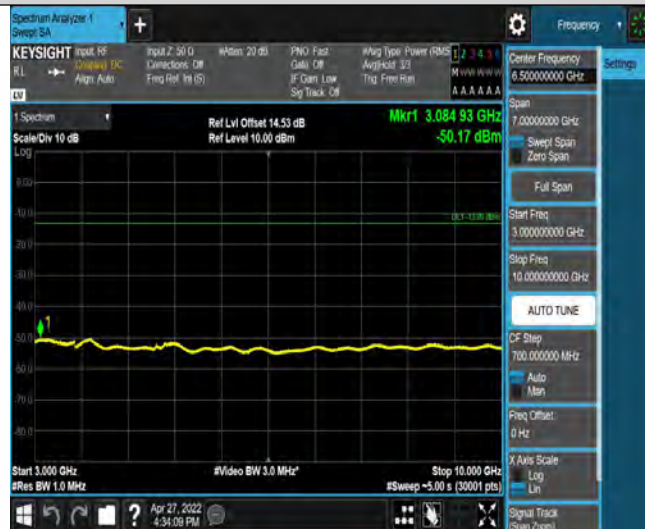 Spectrum Analyzer 1
Swept SA
+
Frequency
KEYSIGHT
Input: RF
Input Z: 50 Ω
#Atten: 20 dB
PNO: Fast
#Avg Type: Power (RMS
1 2 3 4 5 6
RL
Coupling: DC
Corrections: Off
Gate: Off
Avg|Hold: 3/3
M W W W W W
Align: Auto
Freq Ref: Int (S)
IF Gain: Low
Trig: Free Run
Sig Track: Off
A A A A A A
LV
1 Spectrum
Ref Lvl Offset 14.53 dB
Mkr1 3.084 93 GHz
Scale/Div 10 dB
Ref Level 10.00 dBm
-50.17 dBm
Log
0.00
-10.0
-20.0
-30.0
-40.0
1
-50.0
-60.0
-70.0
-80.0
Start 3.000 GHz
#Video BW 3.0 MHz*
Stop 10.000 GHz
#Res BW 1.0 MHz
#Sweep ~5.00 s (30001 pts)
Center Frequency
6.500000000 GHz
Settings
Span
7.00000000 GHz
Swept Span
Zero Span
Full Span
Start Freq
3.000000000 GHz
Stop Freq
10.000000000 GHz
AUTO TUNE
CF Step
700.000000 MHz
Auto
Man
Freq Offset
0 Hz
X Axis Scale
Log
Lin
Signal Track
(Span Zoom)
?
Apr 27, 2022
4:34:09 PM